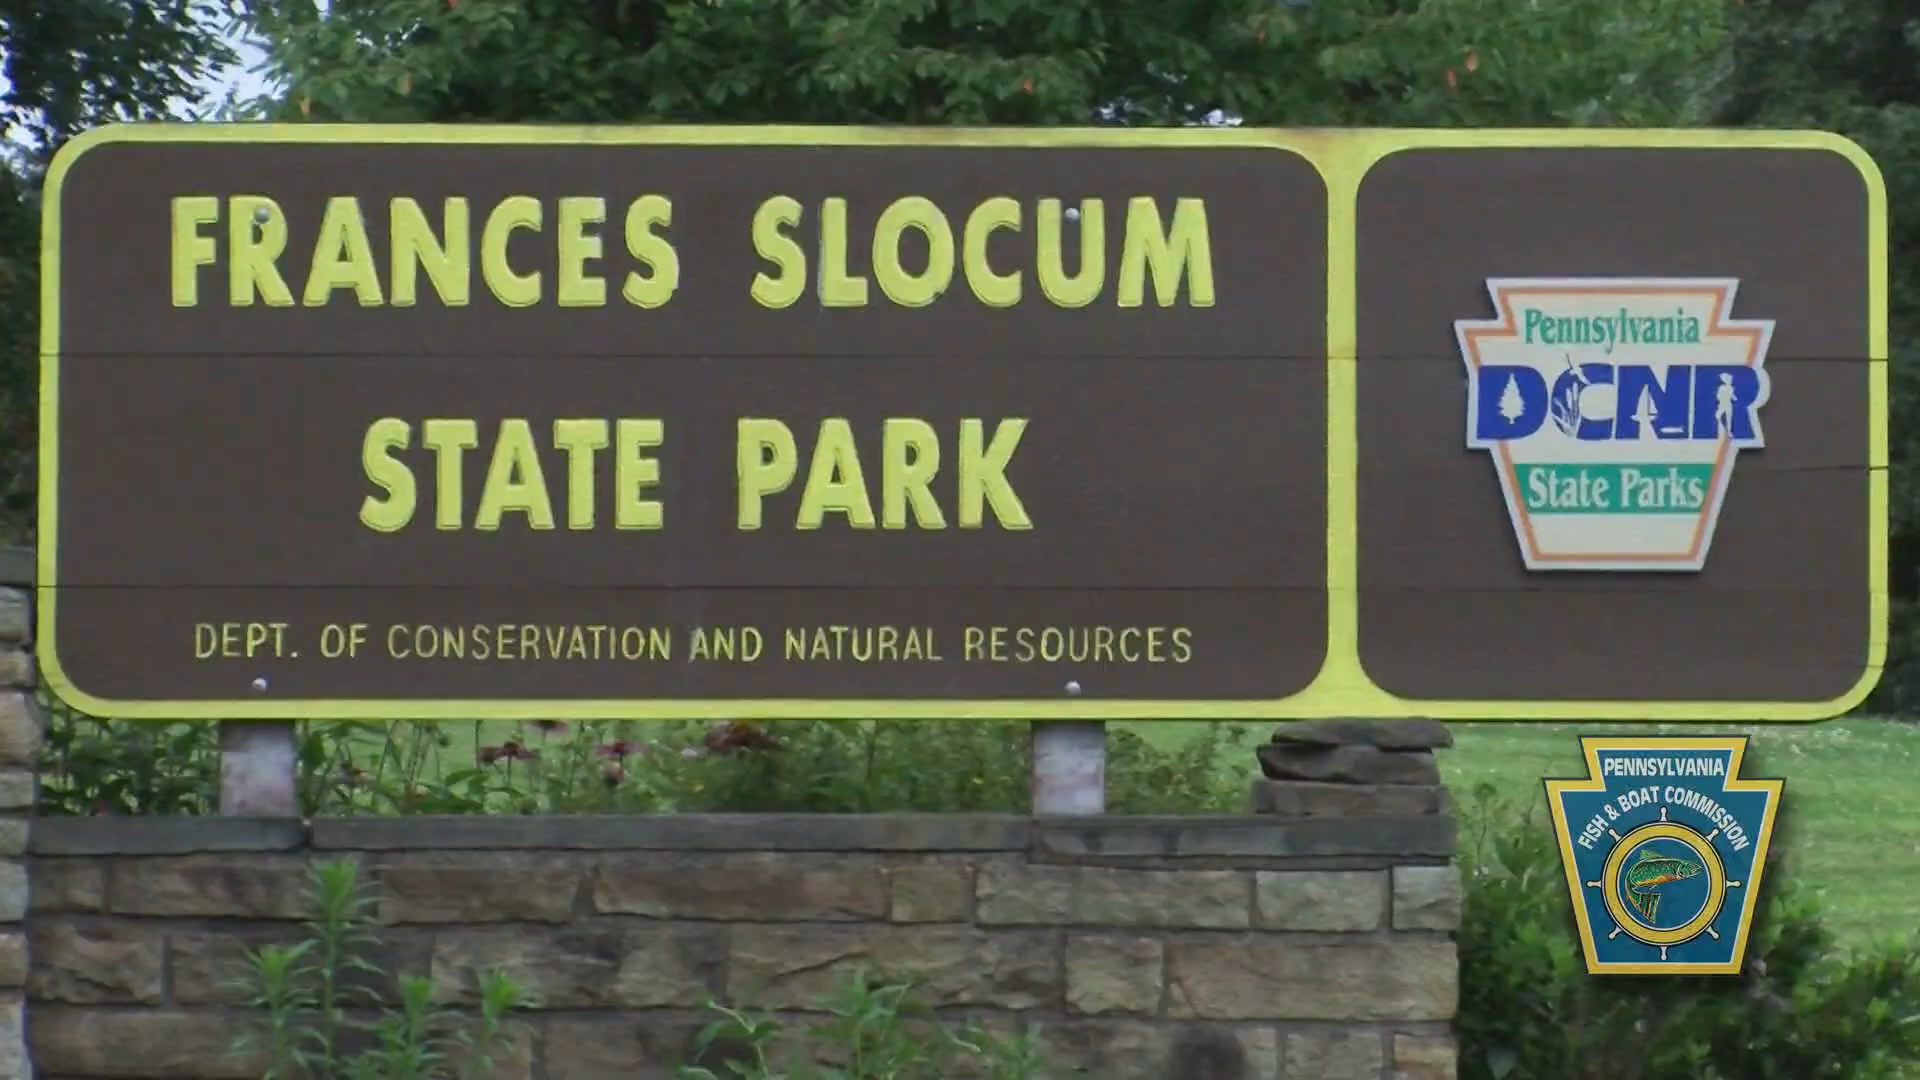 FRANCES SLOCUM
STATE PARK
DEPT. OF CONSERVATION AND NATURAL RESOURCES
Pennsylvania
DCNR
State Parks
PENNSYLVANIA
FISH & BOAT COMMISSION